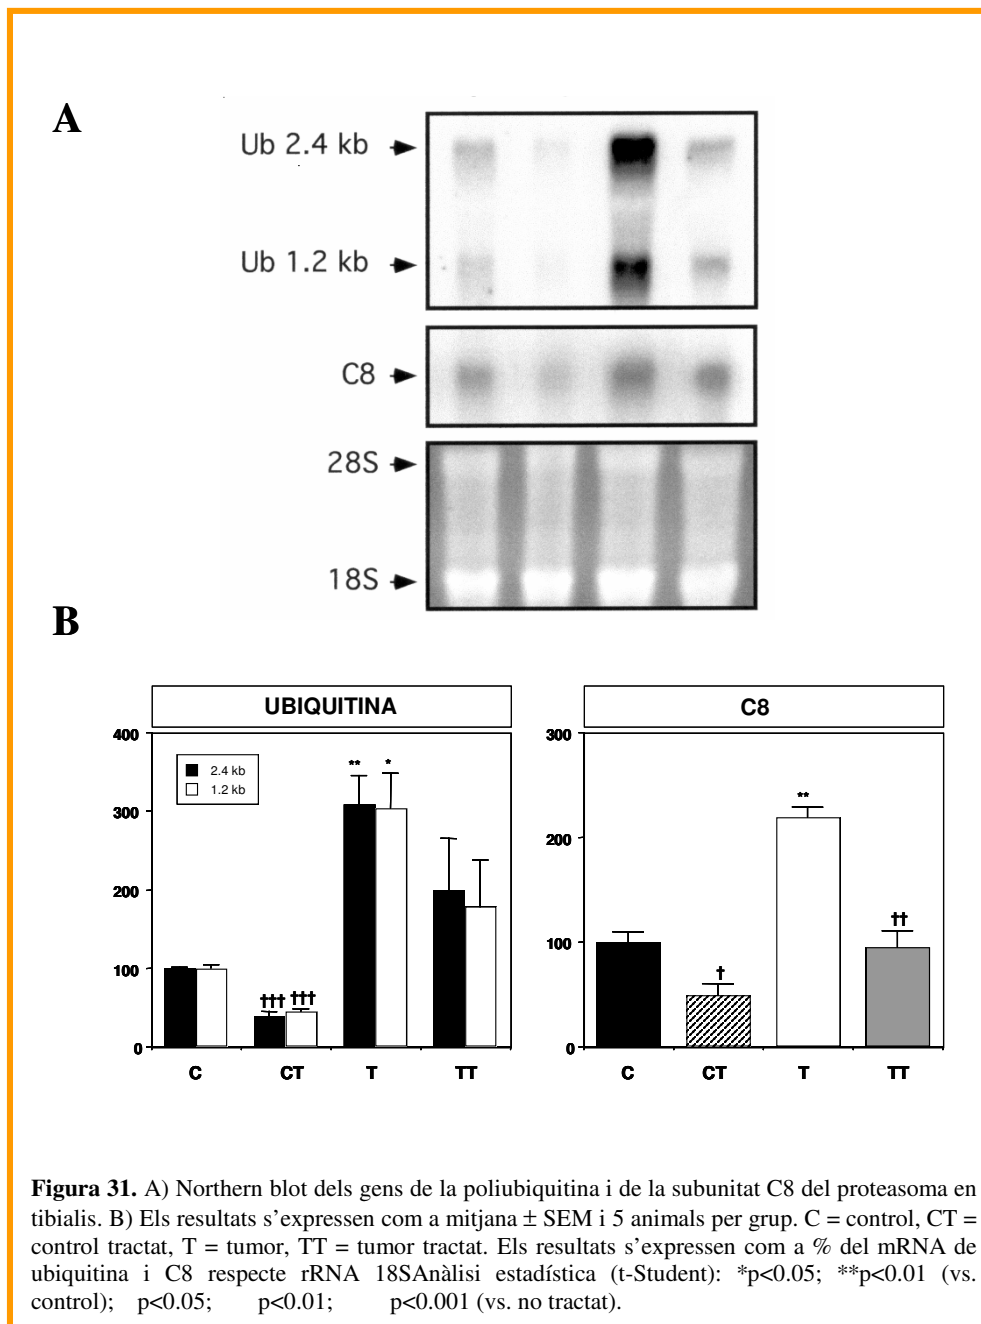 A
Ub 2.4 kb
Ub 1.2 kb
C8
28S
18S
B
UBIQUITINA
400
300
200
100
0
2.4 kb
1.2 kb
** *
††† †††
C CT T TT
C8
300
200
100
0
**
†
††
C CT T TT
Figura 31. A) Northern blot dels gens de la poliubiquitina i de la subunitat C8 del proteasoma en
tibialis. B) Els resultats s’expressen com a mitjana ± SEM i 5 animals per grup. C = control, CT =
control tractat, T = tumor, TT = tumor tractat. Els resultats s’expressen com a % del mRNA de
ubiquitina i C8 respecte rRNA 18SAnàlisi estadística (t-Student): *p<0.05; **p<0.01 (vs.
control); p<0.05; p<0.01; p<0.001 (vs. no tractat).